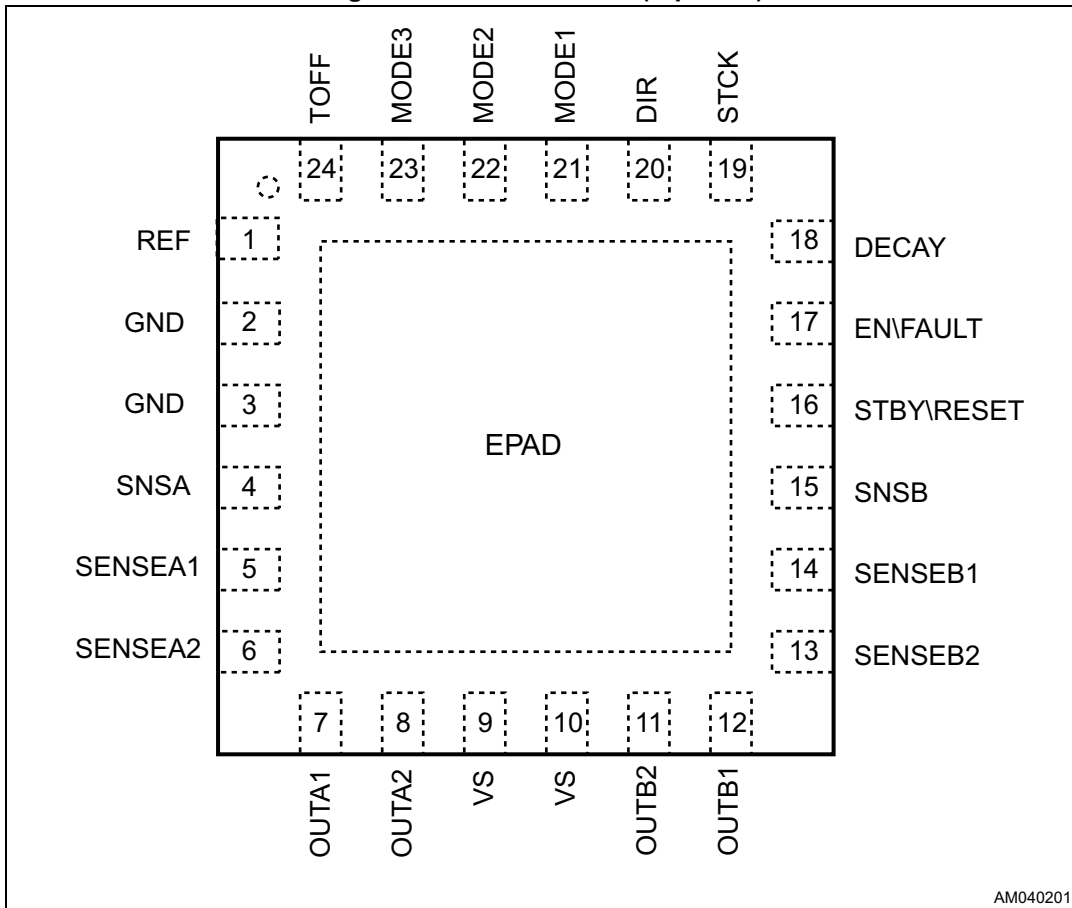 TOFF
MODE3
MODE2
MODE1
DIR
STCK
24 23 22 21 20 19
REF 1 18 DECAY
GND 2 17 EN\FAULT
GND 3 16 STBY\RESET
EPAD
SNSA 4 15 SNSB
SENSEA1 5 14 SENSEB1
SENSEA2 6 13 SENSEB2
7 8 9 10 11 12
OUTA1
OUTA2
VS
VS
OUTB2
OUTB1
AM040201